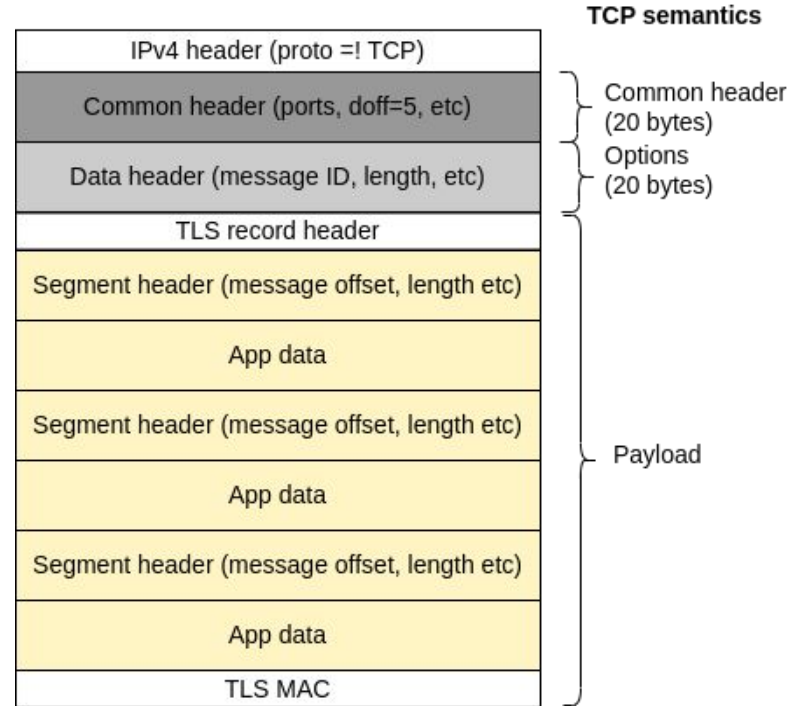 TCP semantics
IPv4 header (proto =! TCP)
Common header (ports, doff=5, etc)
Common header
(20 bytes)
Data header (message ID, length, etc)
Options
(20 bytes)
TLS record header
Segment header (message offset, length etc)
App data
Segment header (message offset, length etc)
App data
Segment header (message offset, length etc)
App data
TLS MAC
Payload